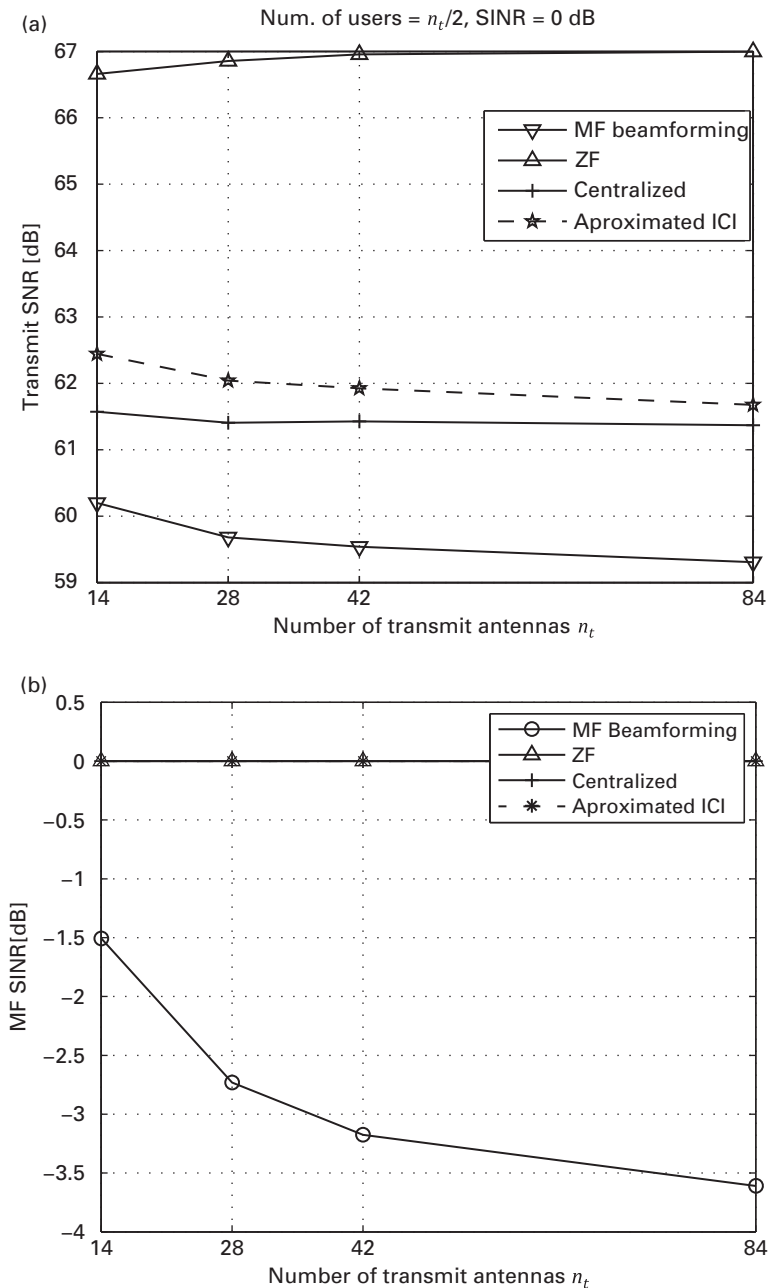 (a)
Num. of users = nₜ/2, SINR = 0 dB
67
66
65
64
63
62
61
60
59
Transmit SNR [dB]
MF beamforming
ZF
Centralized
Aproximated ICI
14 28 42 84
Number of transmit antennas nₜ
(b)
0.5
0
−0.5
−1
−1.5
−2
−2.5
−3
−3.5
−4
MF SINR[dB]
MF Beamforming
ZF
Centralized
Aproximated ICI
14 28 42 84
Number of transmit antennas nₜ